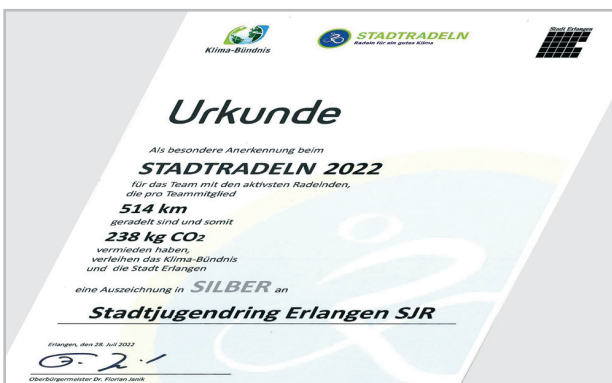 Klima-Bündnis
STADTRADELN
Radeln für ein gutes Klima
Stadt Erlangen
Urkunde
Als besondere Anerkennung beim
STADTRADELN 2022
für das Team mit den aktivsten Radelnden,
die pro Teammitglied
514 km
geradelt sind und somit
238 kg CO₂
vermieden haben,
verleihen das Klima-Bündnis
und die Stadt Erlangen
eine Auszeichnung in SILBER an
Stadtjugendring Erlangen SJR
Erlangen, den 28. Juli 2022
Oberbürgermeister Dr. Florian Janik